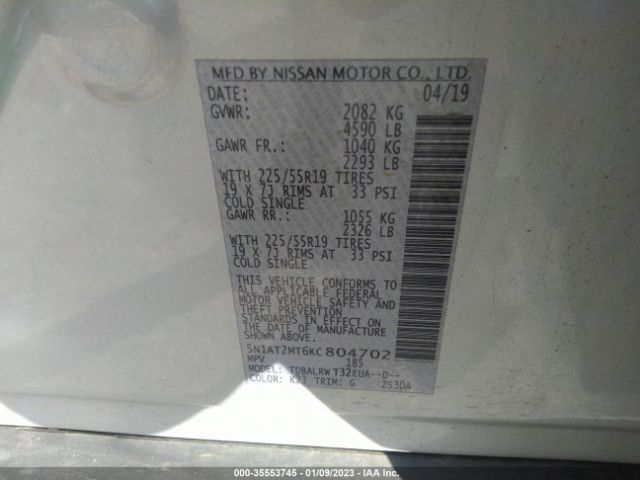 MFD BY NISSAN MOTOR CO., LTD.
DATE: 04/19
GVWR: 2082 KG
4590 LB
GAWR FR.: 1040 KG
2293 LB
WITH 225/55R19 TIRES
19 X 7J RIMS AT 33 PSI
COLD SINGLE
GAWR RR.: 1055 KG
2326 LB
WITH 225/55R19 TIRES
19 X 7J RIMS AT 33 PSI
COLD SINGLE
THIS VEHICLE CONFORMS TO
ALL APPLICABLE FEDERAL
MOTOR VEHICLE SAFETY AND
THEFT PREVENTION
STANDARDS IN EFFECT ON
THE DATE OF MANUFACTURE
SHOWN ABOVE.
5N1AT2MT6KC804702
MPV 185
MODEL: TDBALRWT32EUA--D--
COLOR: K23 TRIM: G 2S30A
000-35553745 - 01/09/2023 - IAA Inc.